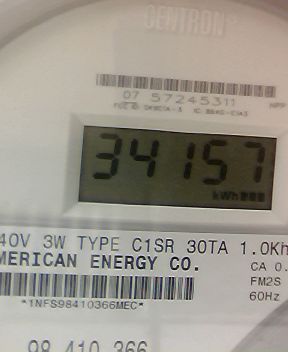 CENTRON®
07 57245311
34157
kWh
40V 3W TYPE C1SR 30TA 1.0Kh
MERICAN ENERGY CO.
CA 0.
FM2S
60Hz
*1NFS98410366MEC*
98 410 366